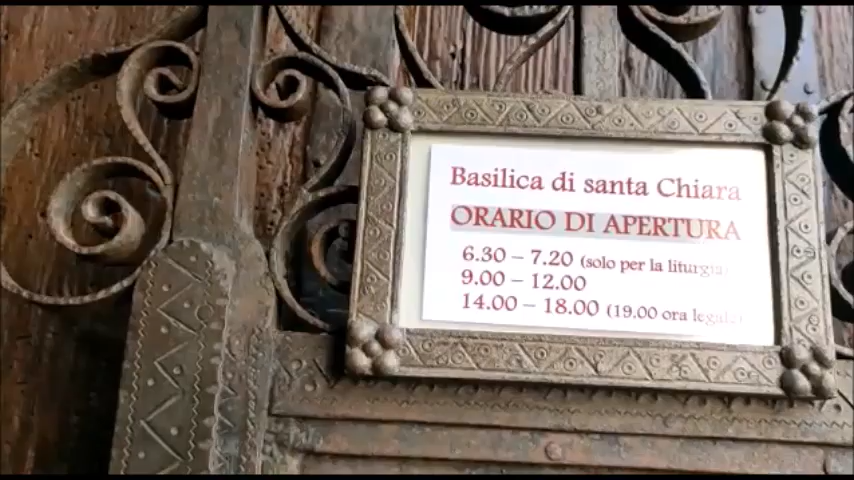 Basilica di santa Chiara
ORARIO DI APERTURA
6.30 – 7.20 (solo per la liturgia)
9.00 – 12.00
14.00 – 18.00 (19.00 ora legale)